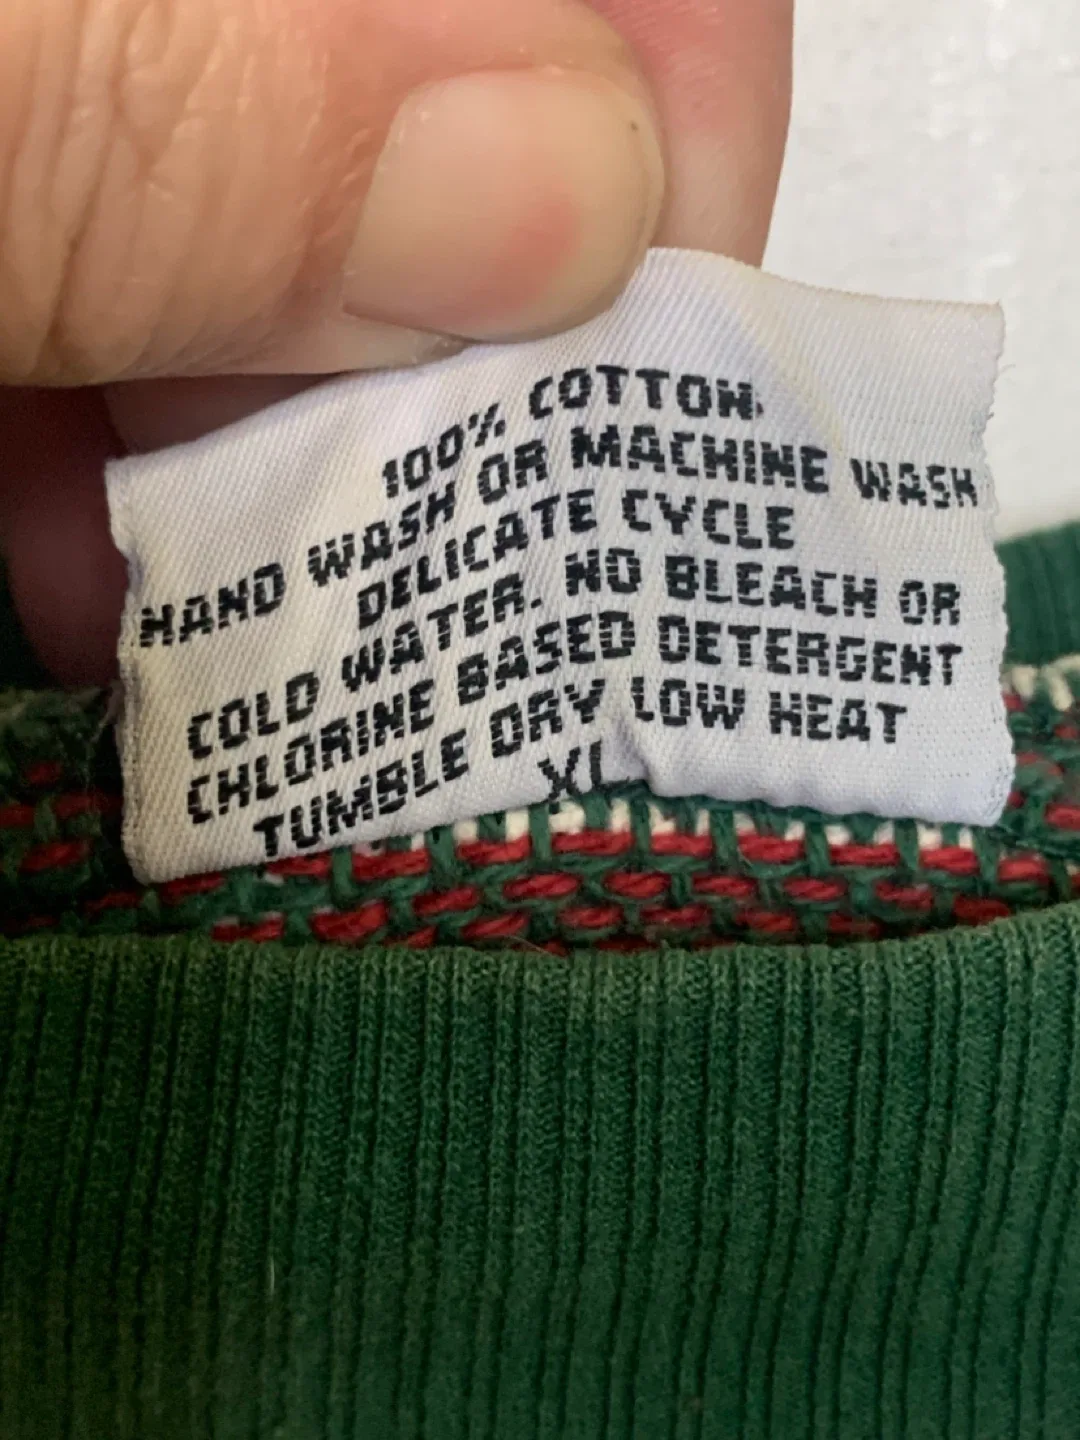 100% COTTON
HAND WASH OR MACHINE WASH
DELICATE CYCLE
COLD WATER. NO BLEACH OR
CHLORINE BASED DETERGENT
TUMBLE DRY LOW HEAT
XL